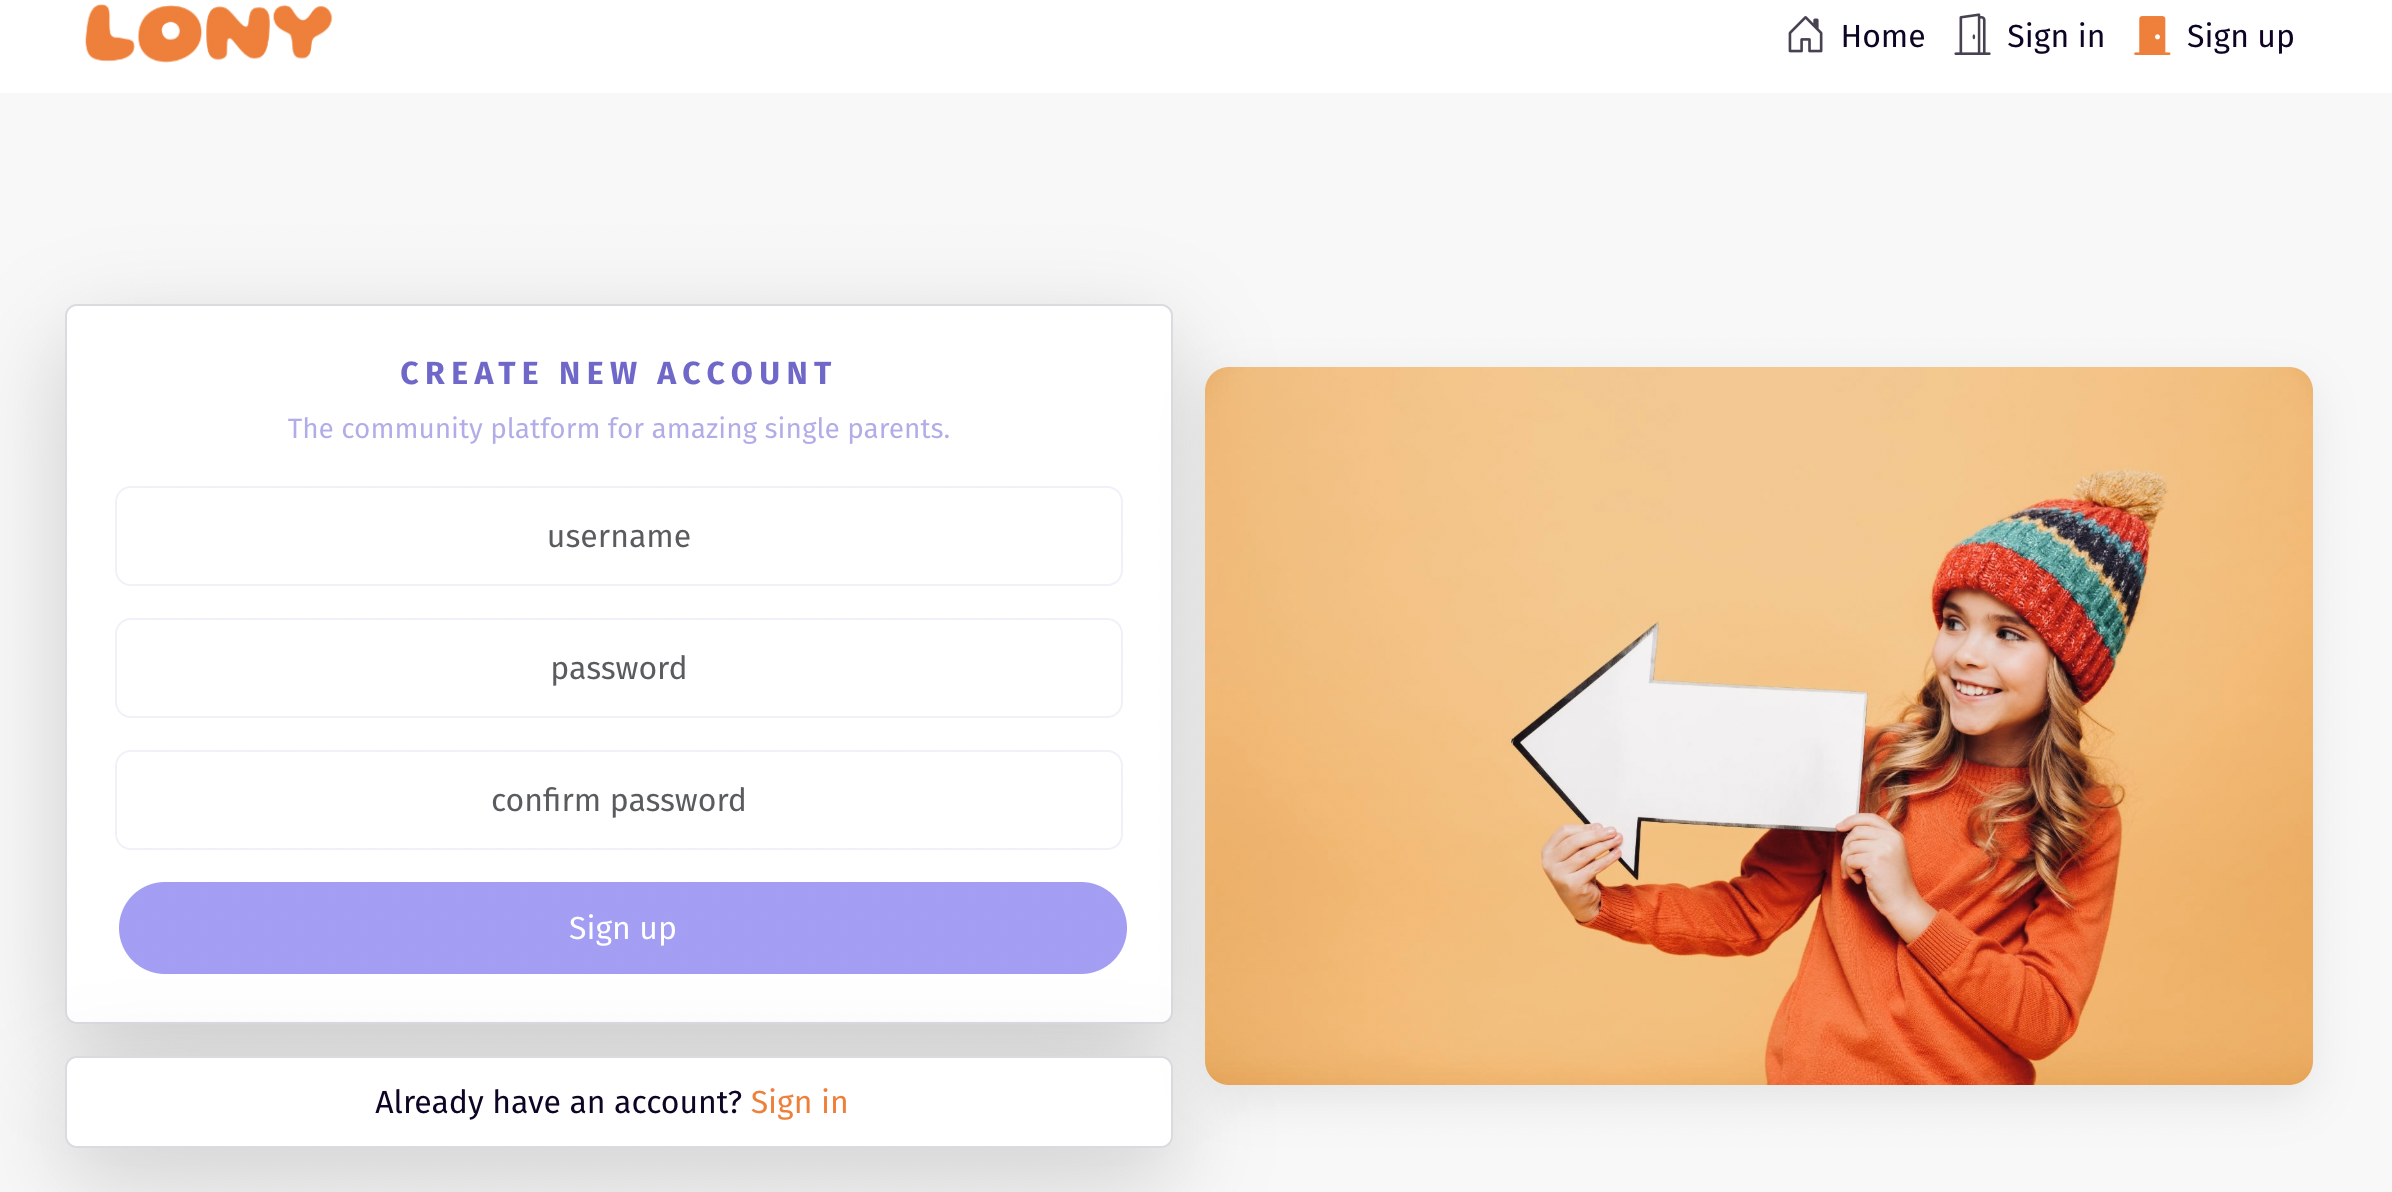 LONY
Home Sign in Sign up
CREATE NEW ACCOUNT
The community platform for amazing single parents.
username
password
confirm password
Sign up
Already have an account? Sign in